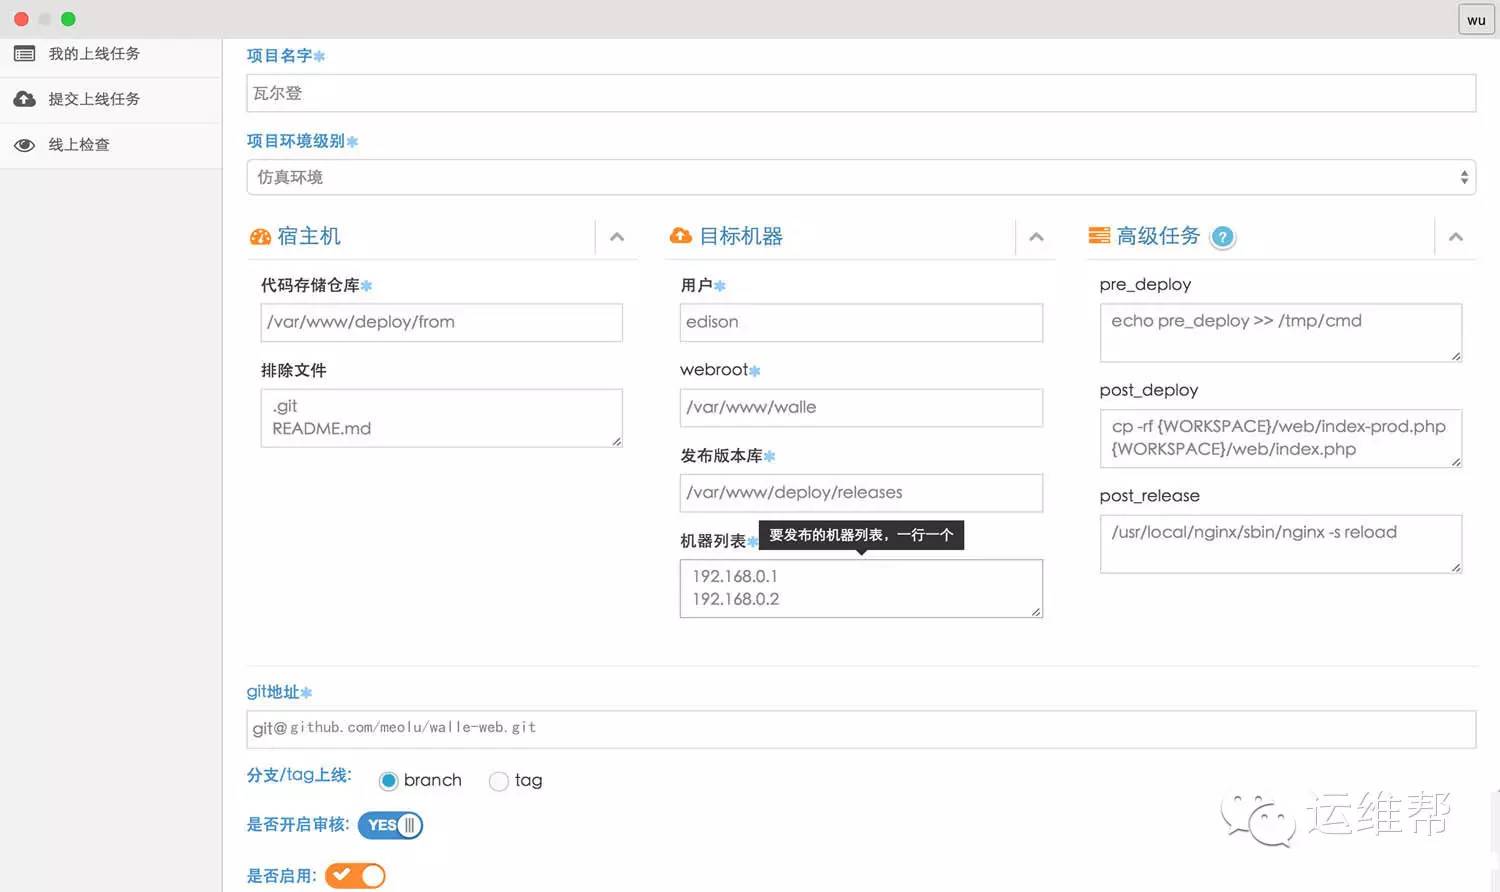 wu
我的上线任务
提交上线任务
线上检查
项目名字*
瓦尔登
项目环境级别*
仿真环境
宿主机
代码存储仓库*
/var/www/deploy/from
排除文件
.git
README.md
目标机器
用户*
edison
webroot*
/var/www/walle
发布版本库*
/var/www/deploy/releases
机器列表*
要发布的机器列表，一行一个
192.168.0.1
192.168.0.2
高级任务 ?
pre_deploy
echo pre_deploy >> /tmp/cmd
post_deploy
cp -rf {WORKSPACE}/web/index-prod.php
{WORKSPACE}/web/index.php
post_release
/usr/local/nginx/sbin/nginx -s reload
git地址*
git@github.com/meolu/walle-web.git
分支/tag上线: branch tag
是否开启审核: YES
是否启用:
运维帮